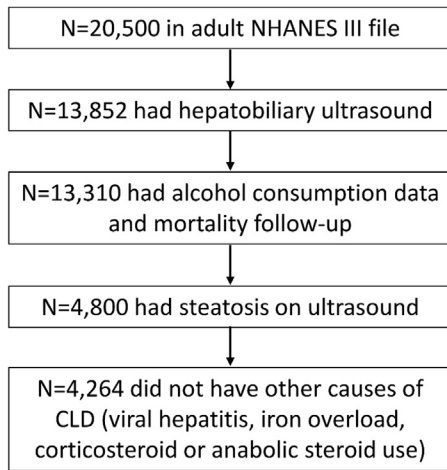 N=20,500 in adult NHANES III file
N=13,852 had hepatobiliary ultrasound
N=13,310 had alcohol consumption data
and mortality follow-up
N=4,800 had steatosis on ultrasound
N=4,264 did not have other causes of
CLD (viral hepatitis, iron overload,
corticosteroid or anabolic steroid use)